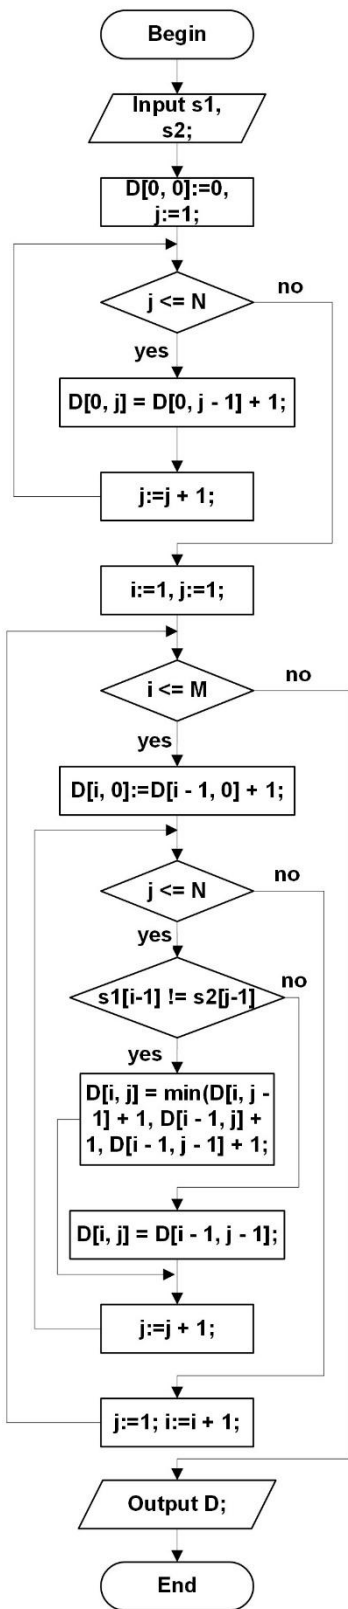 Begin
Input s1,
s2;
D[0, 0]:=0,
j:=1;
j <= N
no
yes
D[0, j] = D[0, j - 1] + 1;
j:=j + 1;
i:=1, j:=1;
i <= M
no
yes
D[i, 0]:=D[i - 1, 0] + 1;
j <= N
no
yes
s1[i-1] != s2[j-1]
no
yes
D[i, j] = min(D[i, j -
1] + 1, D[i - 1, j] +
1, D[i - 1, j - 1] + 1;
D[i, j] = D[i - 1, j - 1];
j:=j + 1;
j:=1; i:=i + 1;
Output D;
End